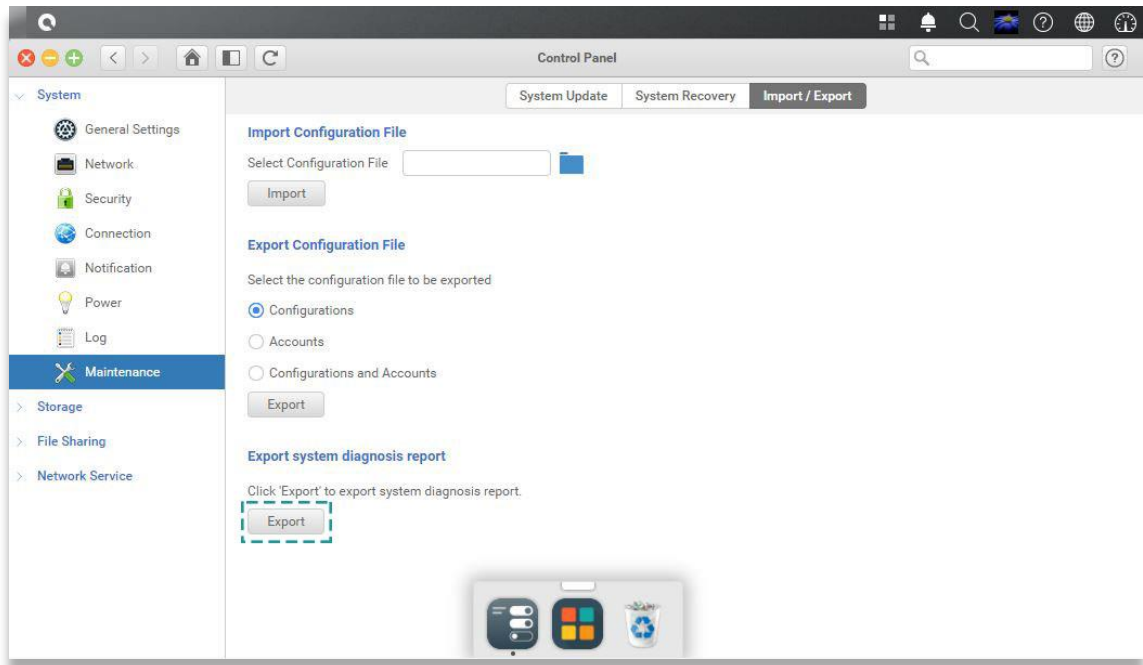 Control Panel
System
General Settings
Network
Security
Connection
Notification
Power
Log
Maintenance
Storage
File Sharing
Network Service
System Update
System Recovery
Import / Export
Import Configuration File
Select Configuration File
Import
Export Configuration File
Select the configuration file to be exported
Configurations
Accounts
Configurations and Accounts
Export
Export system diagnosis report
Click 'Export' to export system diagnosis report.
Export